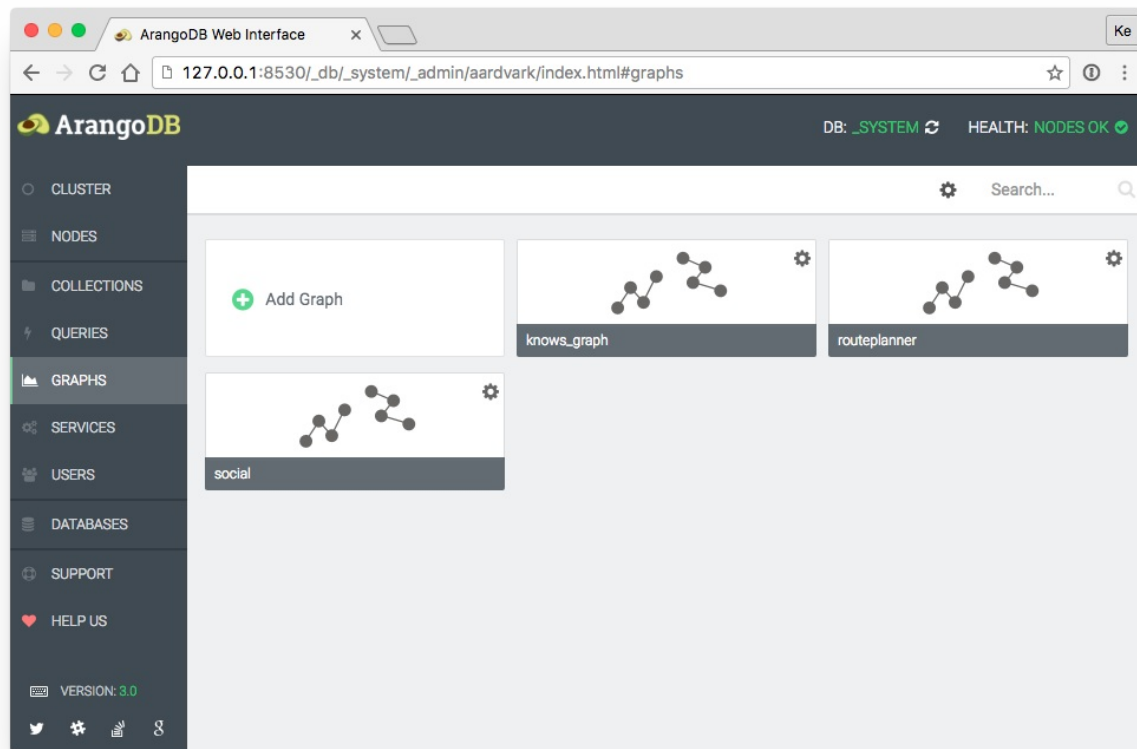 ArangoDB Web Interface
Ke
127.0.0.1:8530/_db/_system/_admin/aardvark/index.html#graphs
ArangoDB
DB: _SYSTEM
HEALTH: NODES OK
CLUSTER
NODES
COLLECTIONS
QUERIES
GRAPHS
SERVICES
USERS
DATABASES
SUPPORT
HELP US
VERSION: 3.0
Search...
Add Graph
knows_graph
routeplanner
social